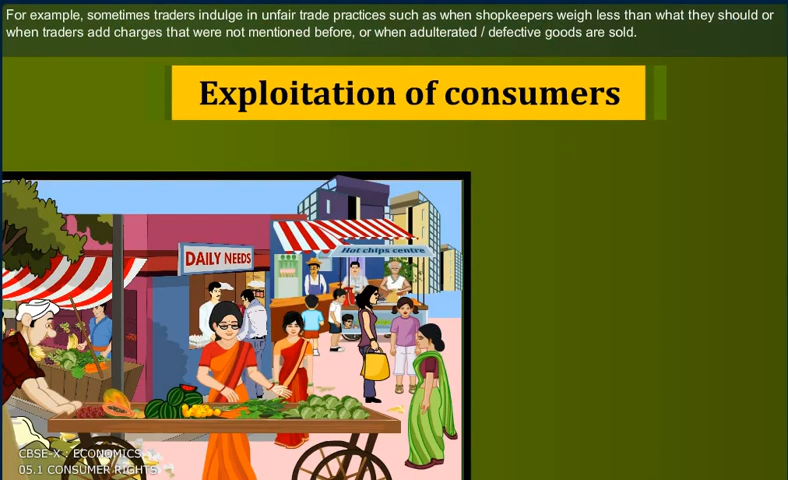 For example, sometimes traders indulge in unfair trade practices such as when shopkeepers weigh less than what they should or
when traders add charges that were not mentioned before, or when adulterated / defective goods are sold.
Exploitation of consumers
Hot chips centre
DAILY NEEDS
CBSE-X : ECONOMICS
05.1 CONSUMER RIGHTS